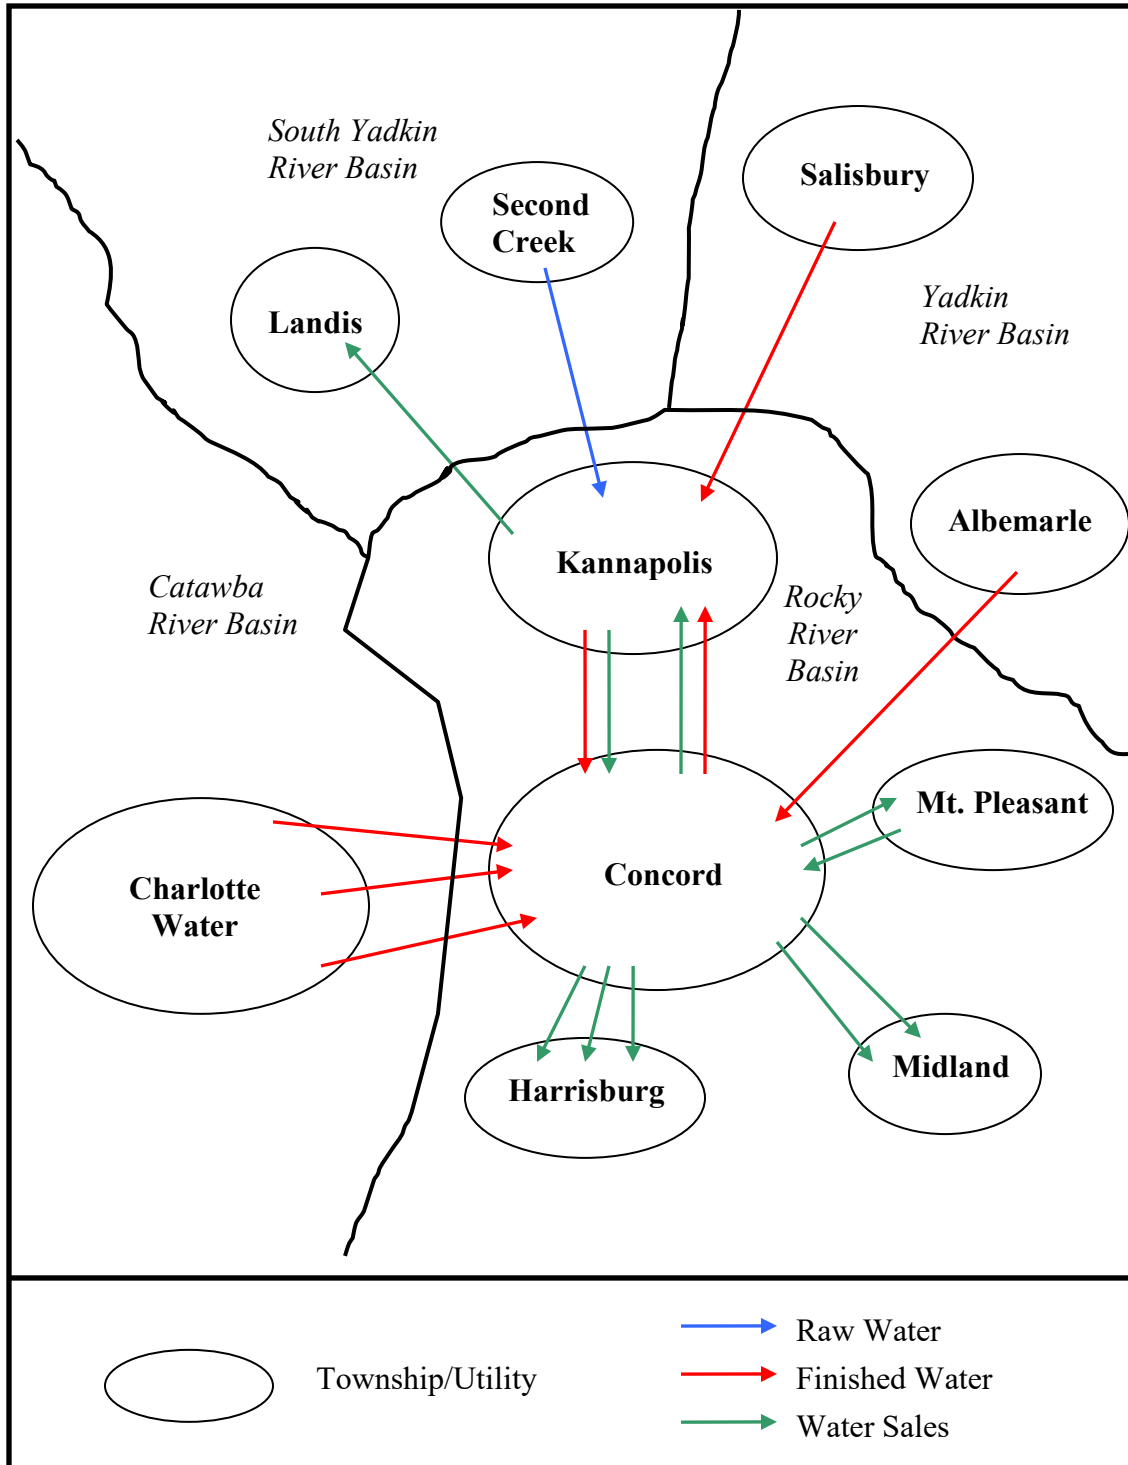 South Yadkin
River Basin
Second
Creek
Salisbury
Landis
Yadkin
River Basin
Albemarle
Kannapolis
Catawba
River Basin
Rocky
River
Basin
Mt. Pleasant
Charlotte
Water
Concord
Harrisburg
Midland
Township/Utility
Raw Water
Finished Water
Water Sales